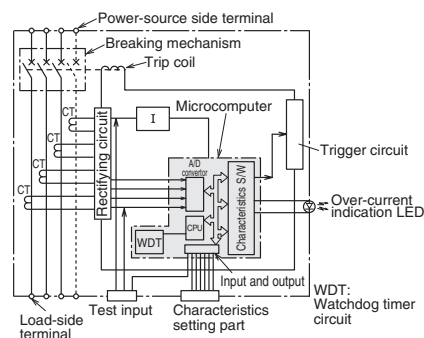 Power-source side terminal
Breaking mechanism
Trip coil
Microcomputer
CT
I
CT
CT
CT
Rectifying circuit
A/D
convertor
Characteristics S/W
Trigger circuit
CPU
WDT
Over-current
indication LED
Input and output
WDT:
Watchdog timer
circuit
Load-side
terminal
Test input
Characteristics
setting part